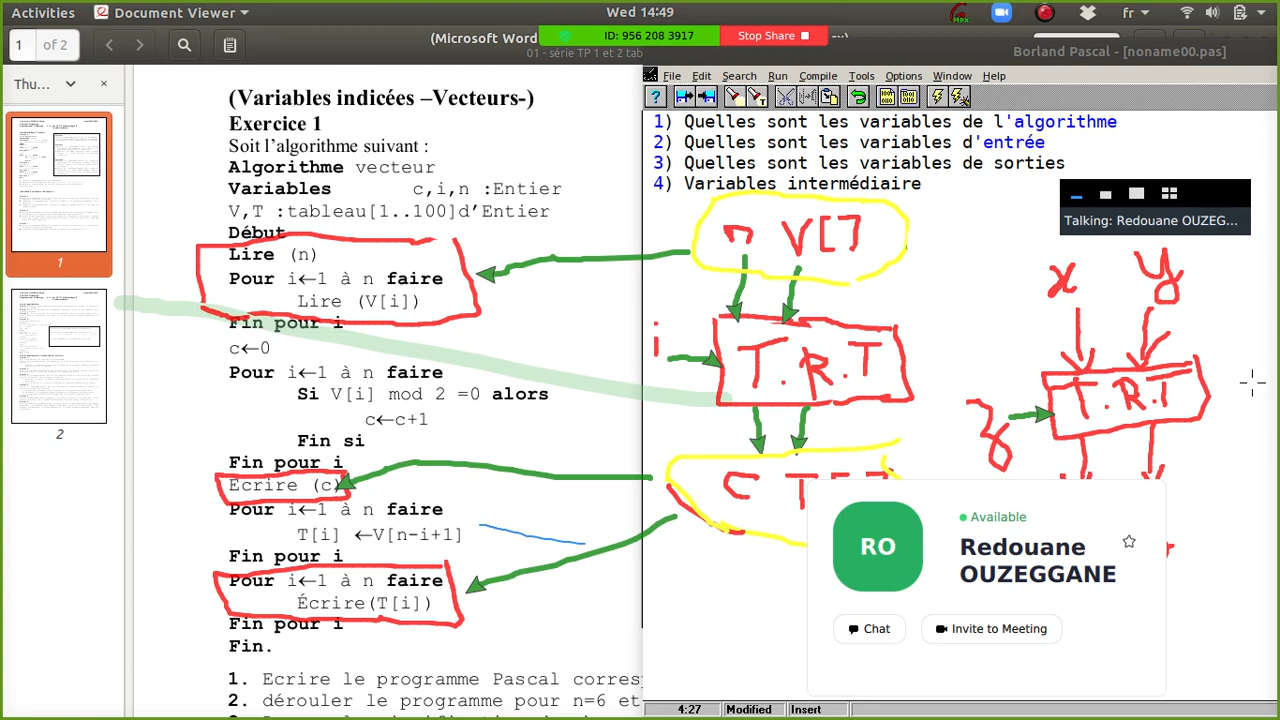 Activities Document Viewer Wed 14:49 fr
1 of 2 (Microsoft Word ID: 956 208 3917 Stop Share
01 - série TP 1 et 2 tab Borland Pascal - [noname00.pas]
Thu...
1
2
(Variables indicées –Vecteurs-)
Exercice 1
Soit l'algorithme suivant :
Algorithme vecteur
Variables c,i,n :Entier
V,T :tableau[1..100]d'Entier
Début
Lire (n)
Pour i←1 à n faire
Lire (V[i])
Fin pour i
c←0
Pour i←1 à n faire
Si V[i] mod 2 =0 alors
c←c+1
Fin si
Fin pour i
Ecrire (c)
Pour i←1 à n faire
T[i] ←V[n-i+1]
Fin pour i
Pour i←1 à n faire
Écrire(T[i])
Fin pour i
Fin.
1. Ecrire le programme Pascal corres
2. dérouler le programme pour n=6 et
File Edit Search Run Compile Tools Options Window Help
1) Quelles sont les variables de l'algorithme
2) Quelles sont les variables d'entrée
3) Quelles sont les variables de sorties
4) Variables intermédiaire
Talking: Redouane OUZEG...
n V[]
i
T.R.T
C T
x y
T.R.T
z
RO
Available
Redouane
OUZEGGANE
Chat Invite to Meeting
4:27 Modified Insert